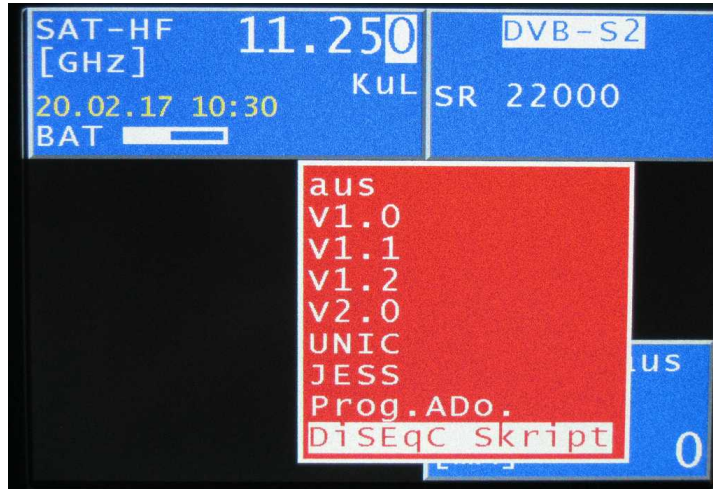 SAT-HF 11.250
[GHz]
KuL
20.02.17 10:30
BAT
DVB-S2
SR 22000
aus
V1.0
V1.1
V1.2
V2.0
UNIC
JESS
Prog.ADo.
DiSEqC Skript
0